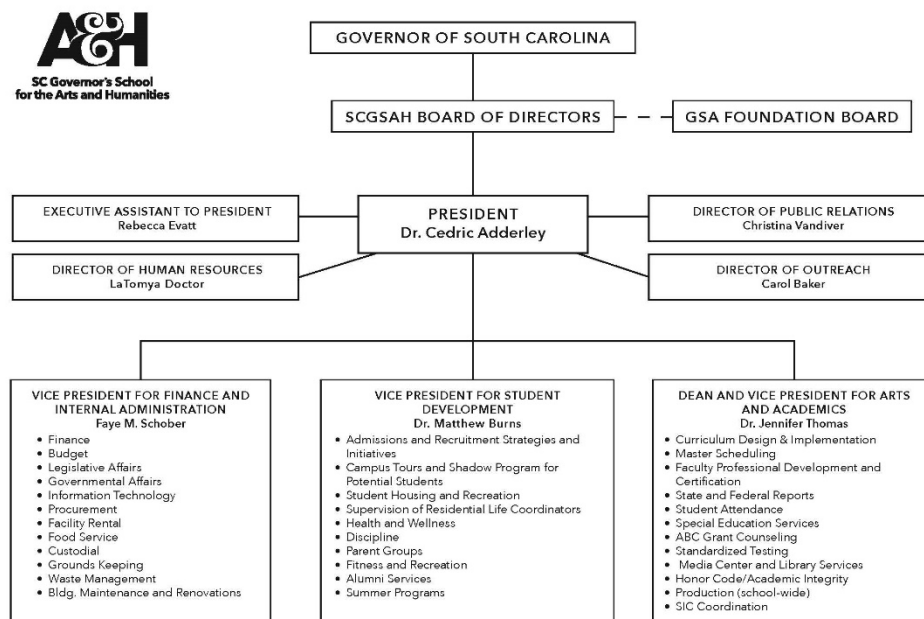 A&H
SC Governor's School
for the Arts and Humanities
GOVERNOR OF SOUTH CAROLINA
SCGSAH BOARD OF DIRECTORS
GSA FOUNDATION BOARD
EXECUTIVE ASSISTANT TO PRESIDENT
Rebecca Evatt
PRESIDENT
Dr. Cedric Adderley
DIRECTOR OF PUBLIC RELATIONS
Christina Vandiver
DIRECTOR OF HUMAN RESOURCES
LaTomya Doctor
DIRECTOR OF OUTREACH
Carol Baker
VICE PRESIDENT FOR FINANCE AND
INTERNAL ADMINISTRATION
Faye M. Schober
• Finance
• Budget
• Legislative Affairs
• Governmental Affairs
• Information Technology
• Procurement
• Facility Rental
• Food Service
• Custodial
• Grounds Keeping
• Waste Management
• Bldg. Maintenance and Renovations
VICE PRESIDENT FOR STUDENT
DEVELOPMENT
Dr. Matthew Burns
• Admissions and Recruitment Strategies and
Initiatives
• Campus Tours and Shadow Program for
Potential Students
• Student Housing and Recreation
• Supervision of Residential Life Coordinators
• Health and Wellness
• Discipline
• Parent Groups
• Fitness and Recreation
• Alumni Services
• Summer Programs
DEAN AND VICE PRESIDENT FOR ARTS
AND ACADEMICS
Dr. Jennifer Thomas
• Curriculum Design & Implementation
• Master Scheduling
• Faculty Professional Development and
Certification
• State and Federal Reports
• Student Attendance
• Special Education Services
• ABC Grant Counseling
• Standardized Testing
• Media Center and Library Services
• Honor Code/Academic Integrity
• Production (school-wide)
• SIC Coordination